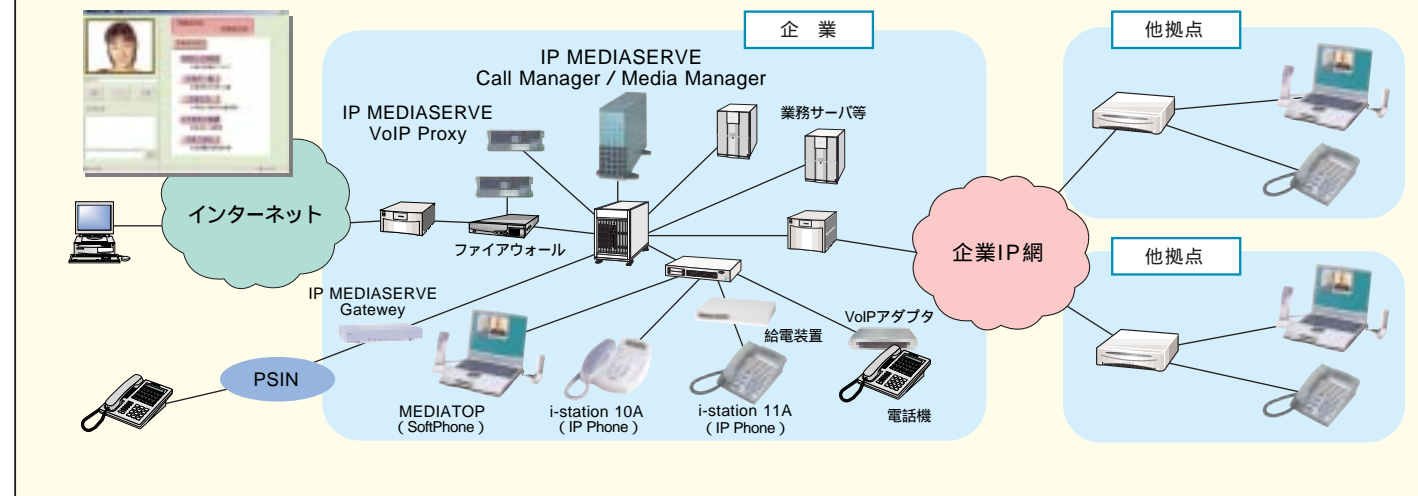 企 業
他拠点
IP MEDIASERVE
Call Manager / Media Manager
IP MEDIASERVE
VoIP Proxy
業務サーバ等
インターネット
ファイアウォール
企業IP網
他拠点
IP MEDIASERVE
Gatewey
VoIPアダプタ
給電装置
PSIN
MEDIATOP
( SoftPhone )
i-station 10A
( IP Phone )
i-station 11A
( IP Phone )
電話機